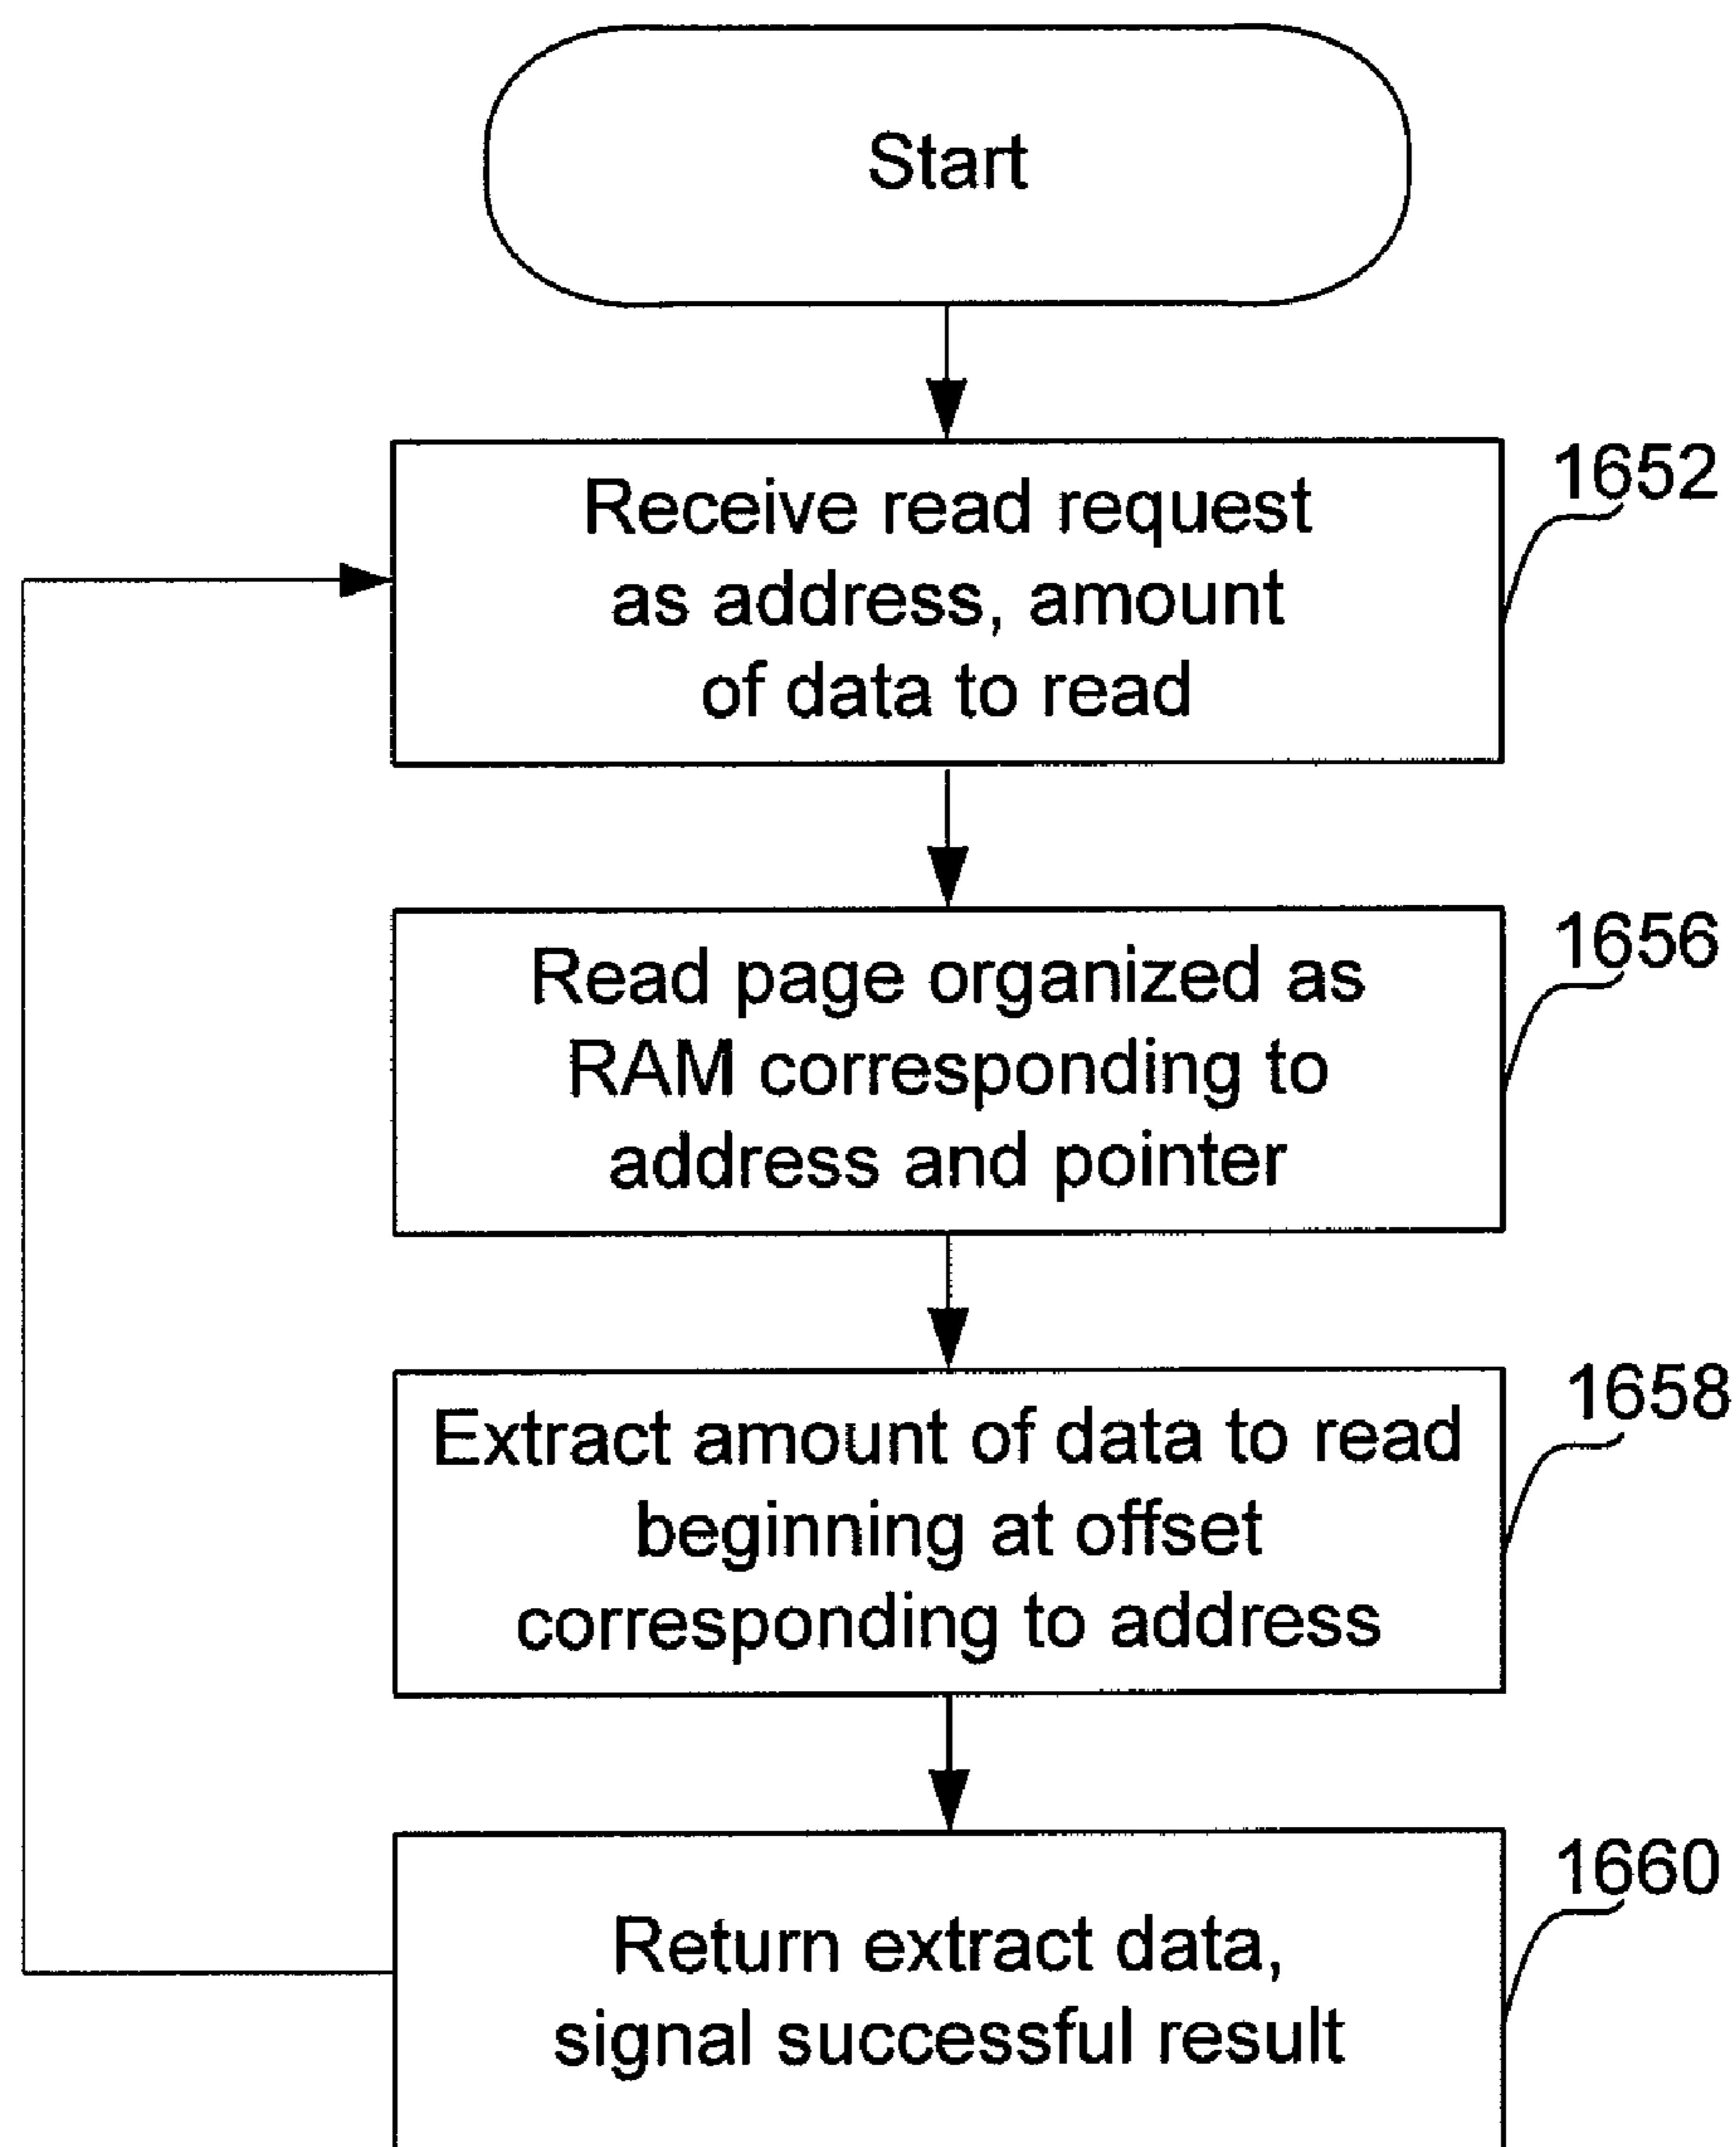 Start
1652
Receive read request
as address, amount
of data to read
1656
Read page organized as
RAM corresponding to
address and pointer
1658
Extract amount of data to read
beginning at offset
corresponding to address
1660
Return extract data,
signal successful result